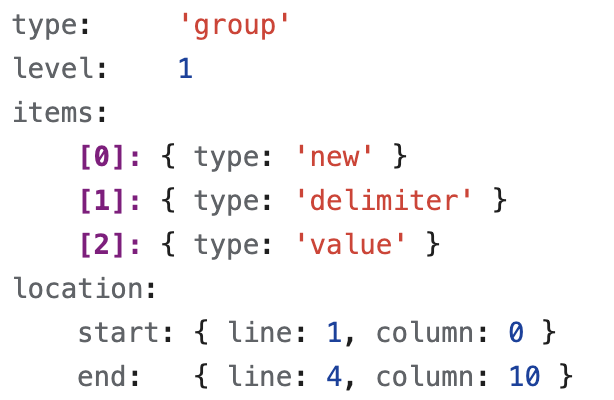 type:     'group'
level:    1
items:
    [0]: { type: 'new' }
    [1]: { type: 'delimiter' }
    [2]: { type: 'value' }
location:
    start: { line: 1, column: 0 }
    end:   { line: 4, column: 10 }